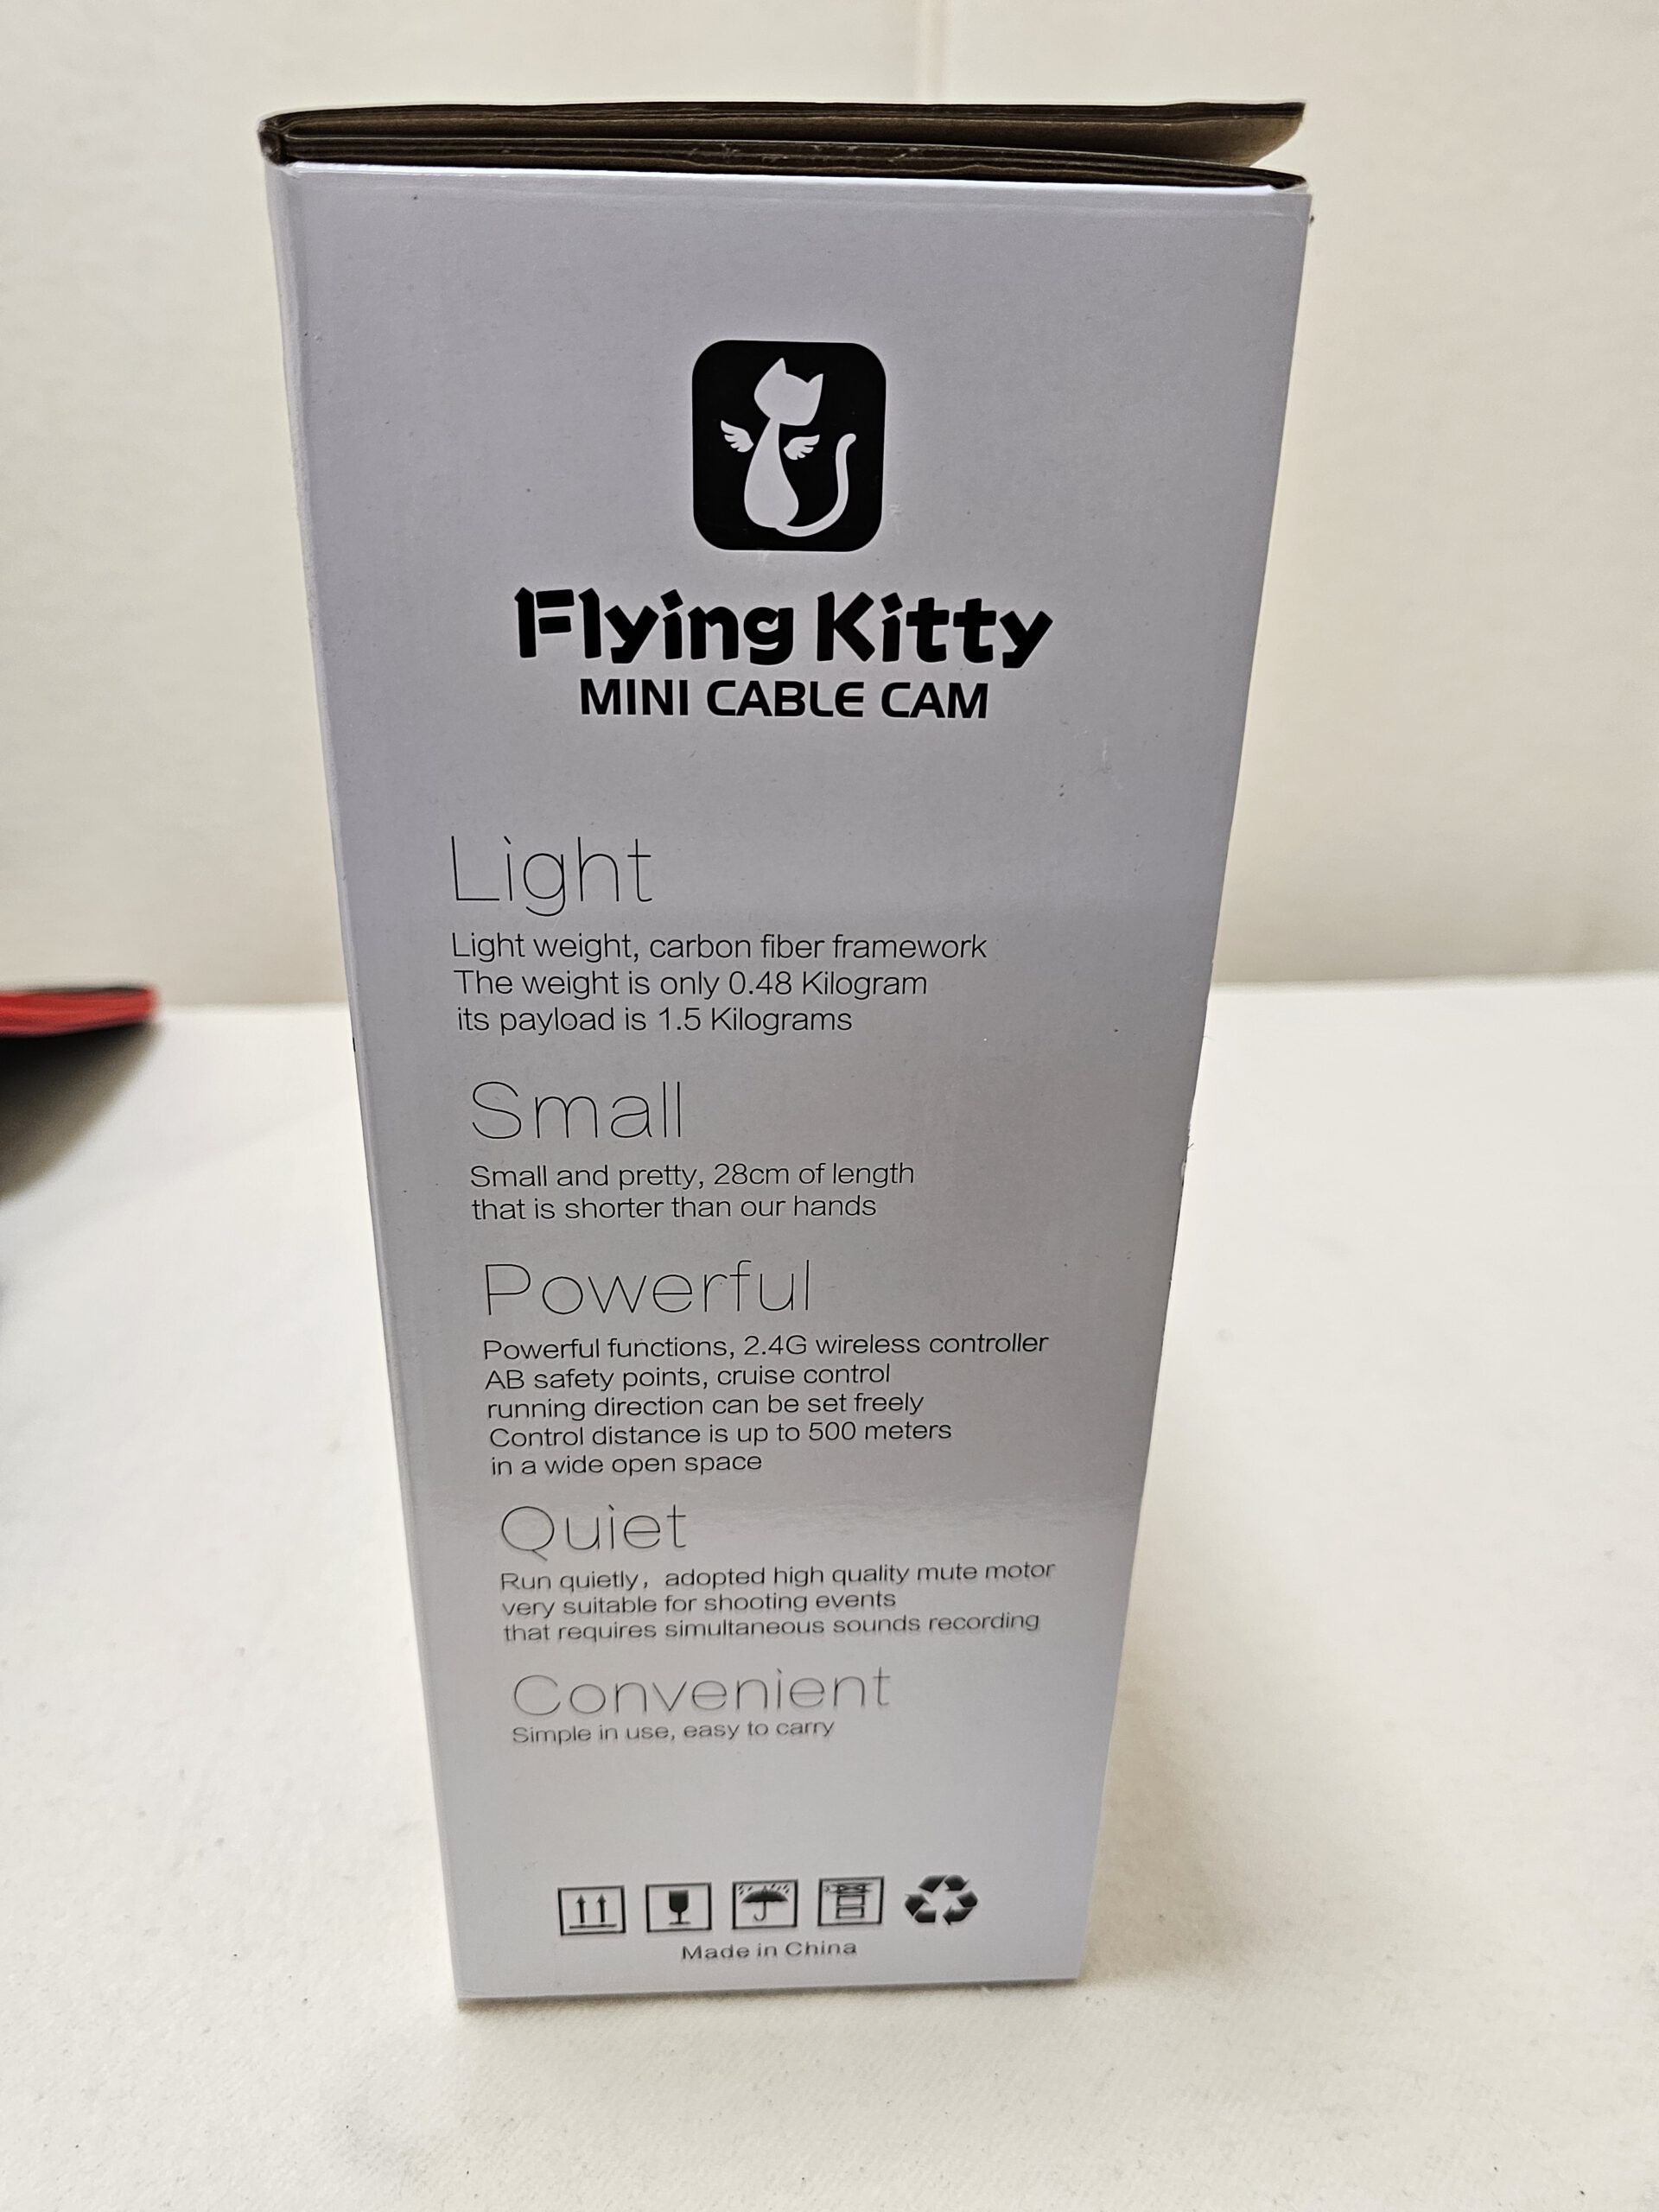 Flying Kitty
MINI CABLE CAM
Light
Light weight, carbon fiber framework
The weight is only 0.48 Kilogram
its payload is 1.5 Kilograms
Small
Small and pretty, 28cm of length
that is shorter than our hands
Powerful
Powerful functions, 2.4G wireless controller
AB safety points, cruise control
running direction can be set freely
Control distance is up to 500 meters
in a wide open space
Quiet
Run quietly, adopted high quality mute motor
very suitable for shooting events
that requires simultaneous sounds recording
Convenient
Simple in use, easy to carry
Made in China